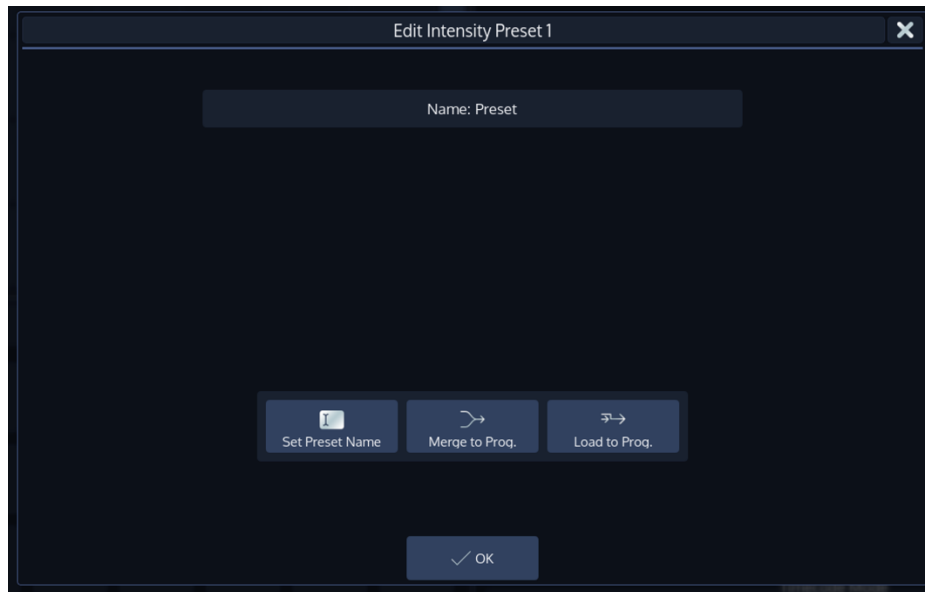 Edit Intensity Preset 1
Name: Preset
Set Preset Name
Merge to Prog.
Load to Prog.
OK